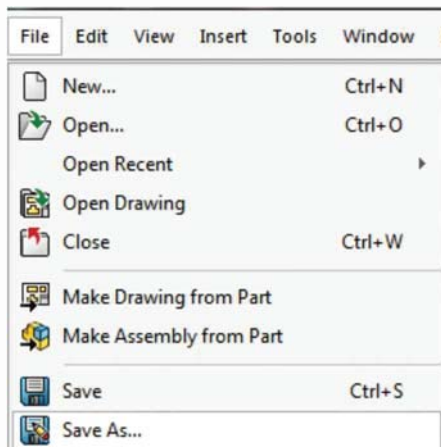 File Edit View Insert Tools Window
New... Ctrl+N
Open... Ctrl+O
Open Recent
Open Drawing
Close Ctrl+W
Make Drawing from Part
Make Assembly from Part
Save Ctrl+S
Save As...